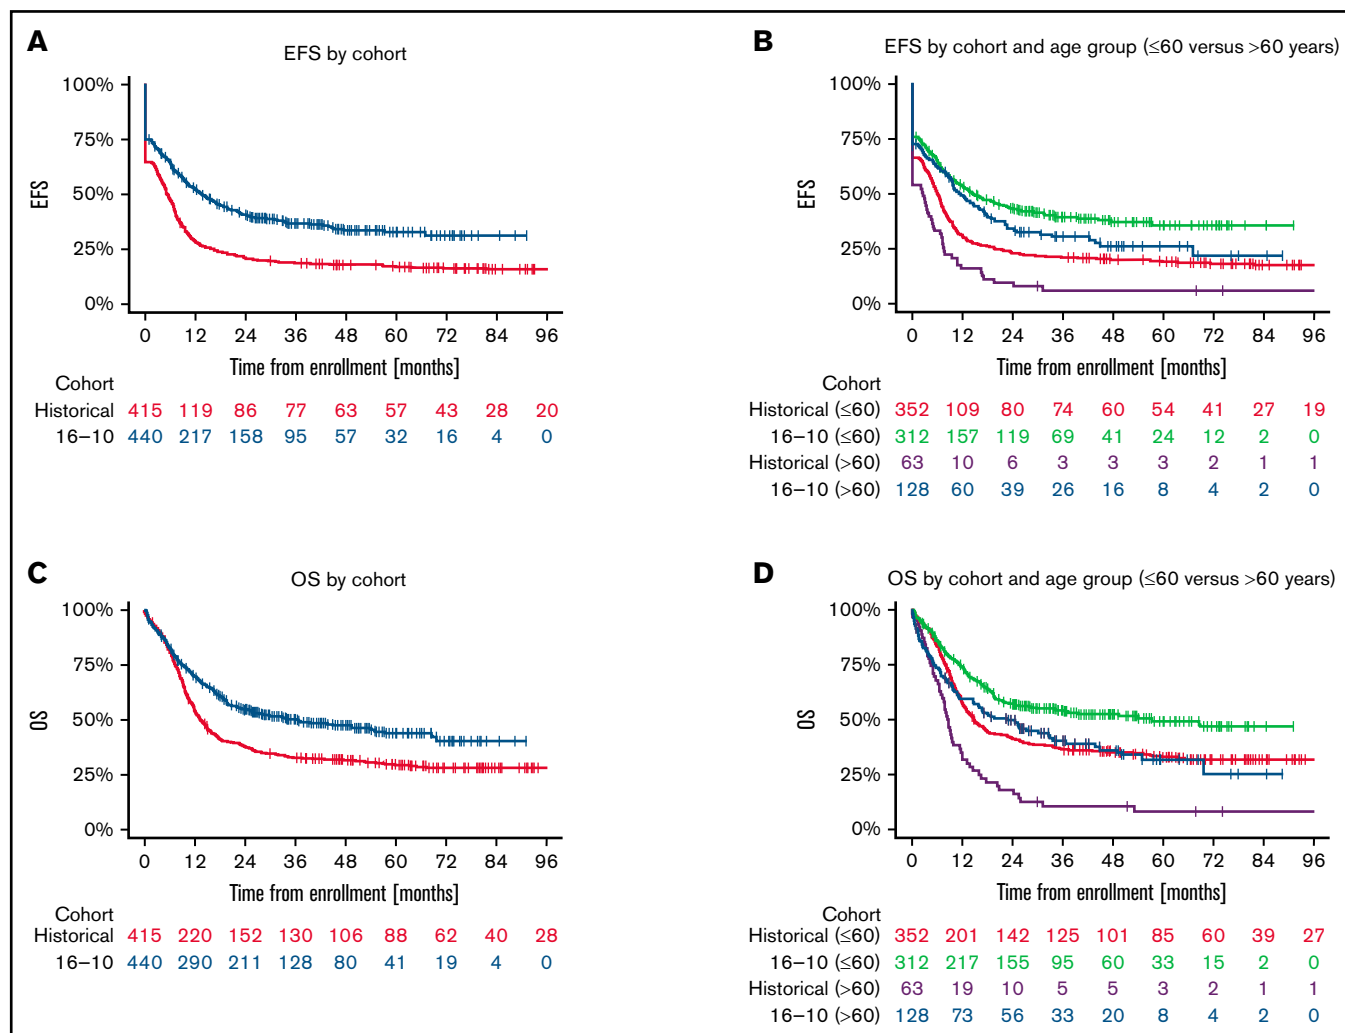 A
EFS by cohort
100%
75%
50%
25%
0%
EFS
0 12 24 36 48 60 72 84 96
Time from enrollment [months]
Cohort
Historical 415 119 86 77 63 57 43 28 20
16–10 440 217 158 95 57 32 16 4 0
B
EFS by cohort and age group (≤60 versus >60 years)
100%
75%
50%
25%
0%
EFS
0 12 24 36 48 60 72 84 96
Time from enrollment [months]
Cohort
Historical (≤60) 352 109 80 74 60 54 41 27 19
16–10 (≤60) 312 157 119 69 41 24 12 2 0
Historical (>60) 63 10 6 3 3 3 2 1 1
16–10 (>60) 128 60 39 26 16 8 4 2 0
C
OS by cohort
100%
75%
50%
25%
0%
OS
0 12 24 36 48 60 72 84 96
Time from enrollment [months]
Cohort
Historical 415 220 152 130 106 88 62 40 28
16–10 440 290 211 128 80 41 19 4 0
D
OS by cohort and age group (≤60 versus >60 years)
100%
75%
50%
25%
0%
OS
0 12 24 36 48 60 72 84 96
Time from enrollment [months]
Cohort
Historical (≤60) 352 201 142 125 101 85 60 39 27
16–10 (≤60) 312 217 155 95 60 33 15 2 0
Historical (>60) 63 19 10 5 5 3 2 1 1
16–10 (>60) 128 73 56 33 20 8 4 2 0